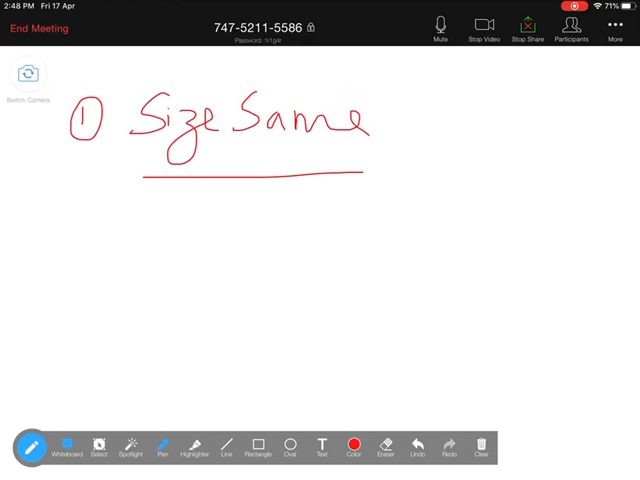 2:48 PM Fri 17 Apr
71%
End Meeting
747-5211-5586
Password: 1r1g4r
Mute
Stop Video
Stop Share
Participants
More
Switch Camera
① Size Same
Whiteboard
Select
Spotlight
Pen
Highlighter
Line
Rectangle
Oval
Text
Color
Eraser
Undo
Redo
Clear